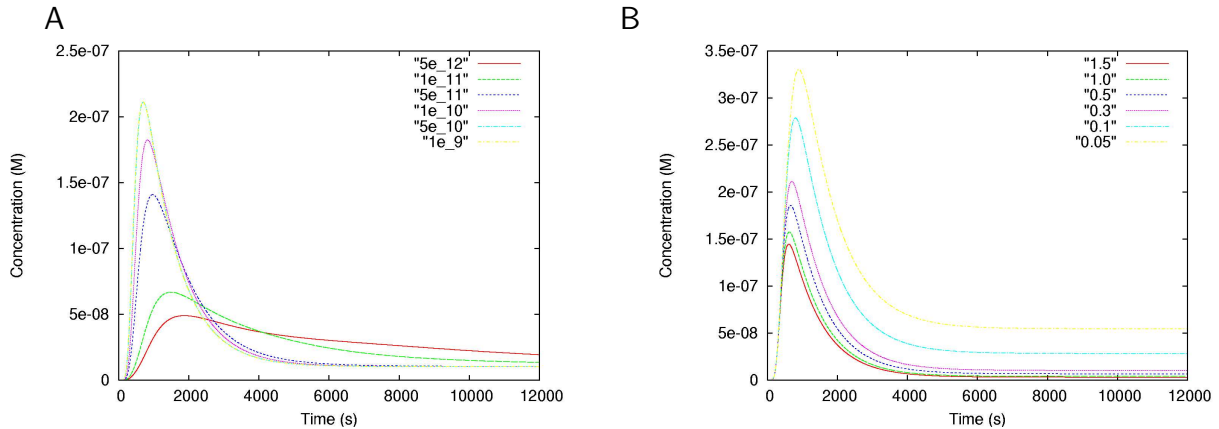 A
Concentration (M)
2.5e-07
2e-07
1.5e-07
1e-07
5e-08
0
0 2000 4000 6000 8000 10000 12000
Time (s)
"5e_12"
"1e_11"
"5e_11"
"1e_10"
"5e_10"
"1e_9"
B
Concentration (M)
3.5e-07
3e-07
2.5e-07
2e-07
1.5e-07
1e-07
5e-08
0
0 2000 4000 6000 8000 10000 12000
Time (s)
"1.5"
"1.0"
"0.5"
"0.3"
"0.1"
"0.05"